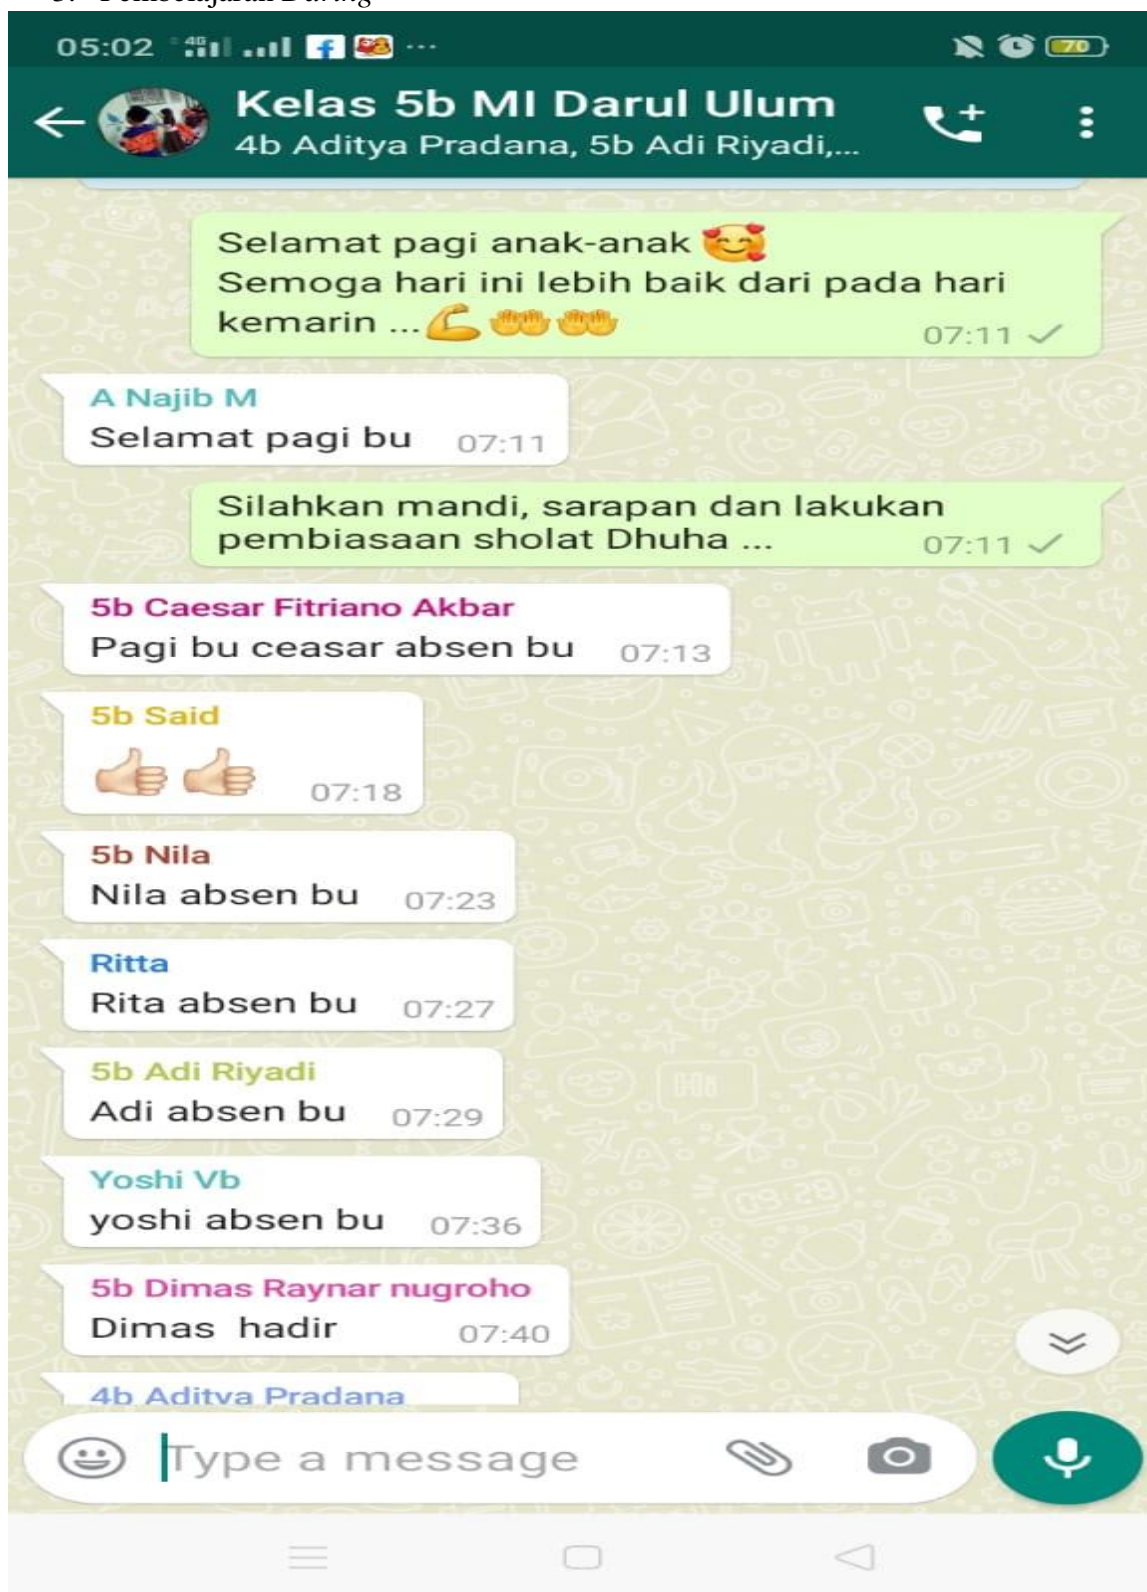 Pembelajaran Daring
05:02 4G ...
70
Kelas 5b MI Darul Ulum
4b Aditya Pradana, 5b Adi Riyadi,...
Selamat pagi anak-anak 🥰
Semoga hari ini lebih baik dari pada hari
kemarin ...💪🤲🤲
07:11
A Najib M
Selamat pagi bu 07:11
Silahkan mandi, sarapan dan lakukan
pembiasaan sholat Dhuha ... 07:11
5b Caesar Fitriano Akbar
Pagi bu ceasar absen bu 07:13
5b Said
👍🏻👍🏻 07:18
5b Nila
Nila absen bu 07:23
Ritta
Rita absen bu 07:27
5b Adi Riyadi
Adi absen bu 07:29
Yoshi Vb
yoshi absen bu 07:36
5b Dimas Raynar nugroho
Dimas hadir 07:40
4b Aditya Pradana
Type a message